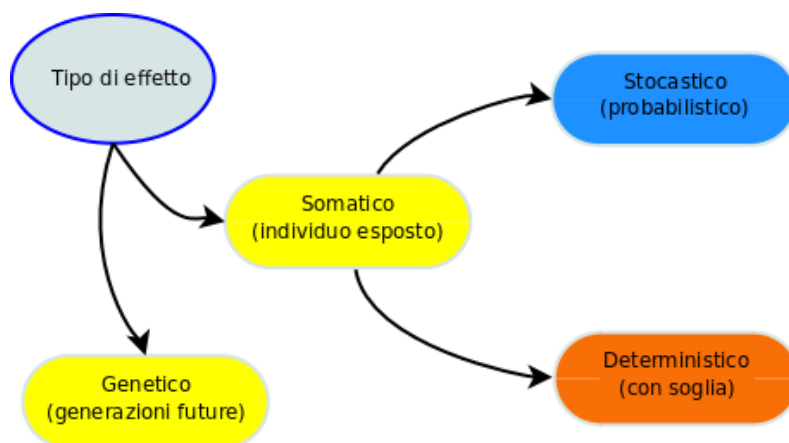 Tipo di effetto
Stocastico
(probabilistico)
Somatico
(individuo esposto)
Deterministico
(con soglia)
Genetico
(generazioni future)